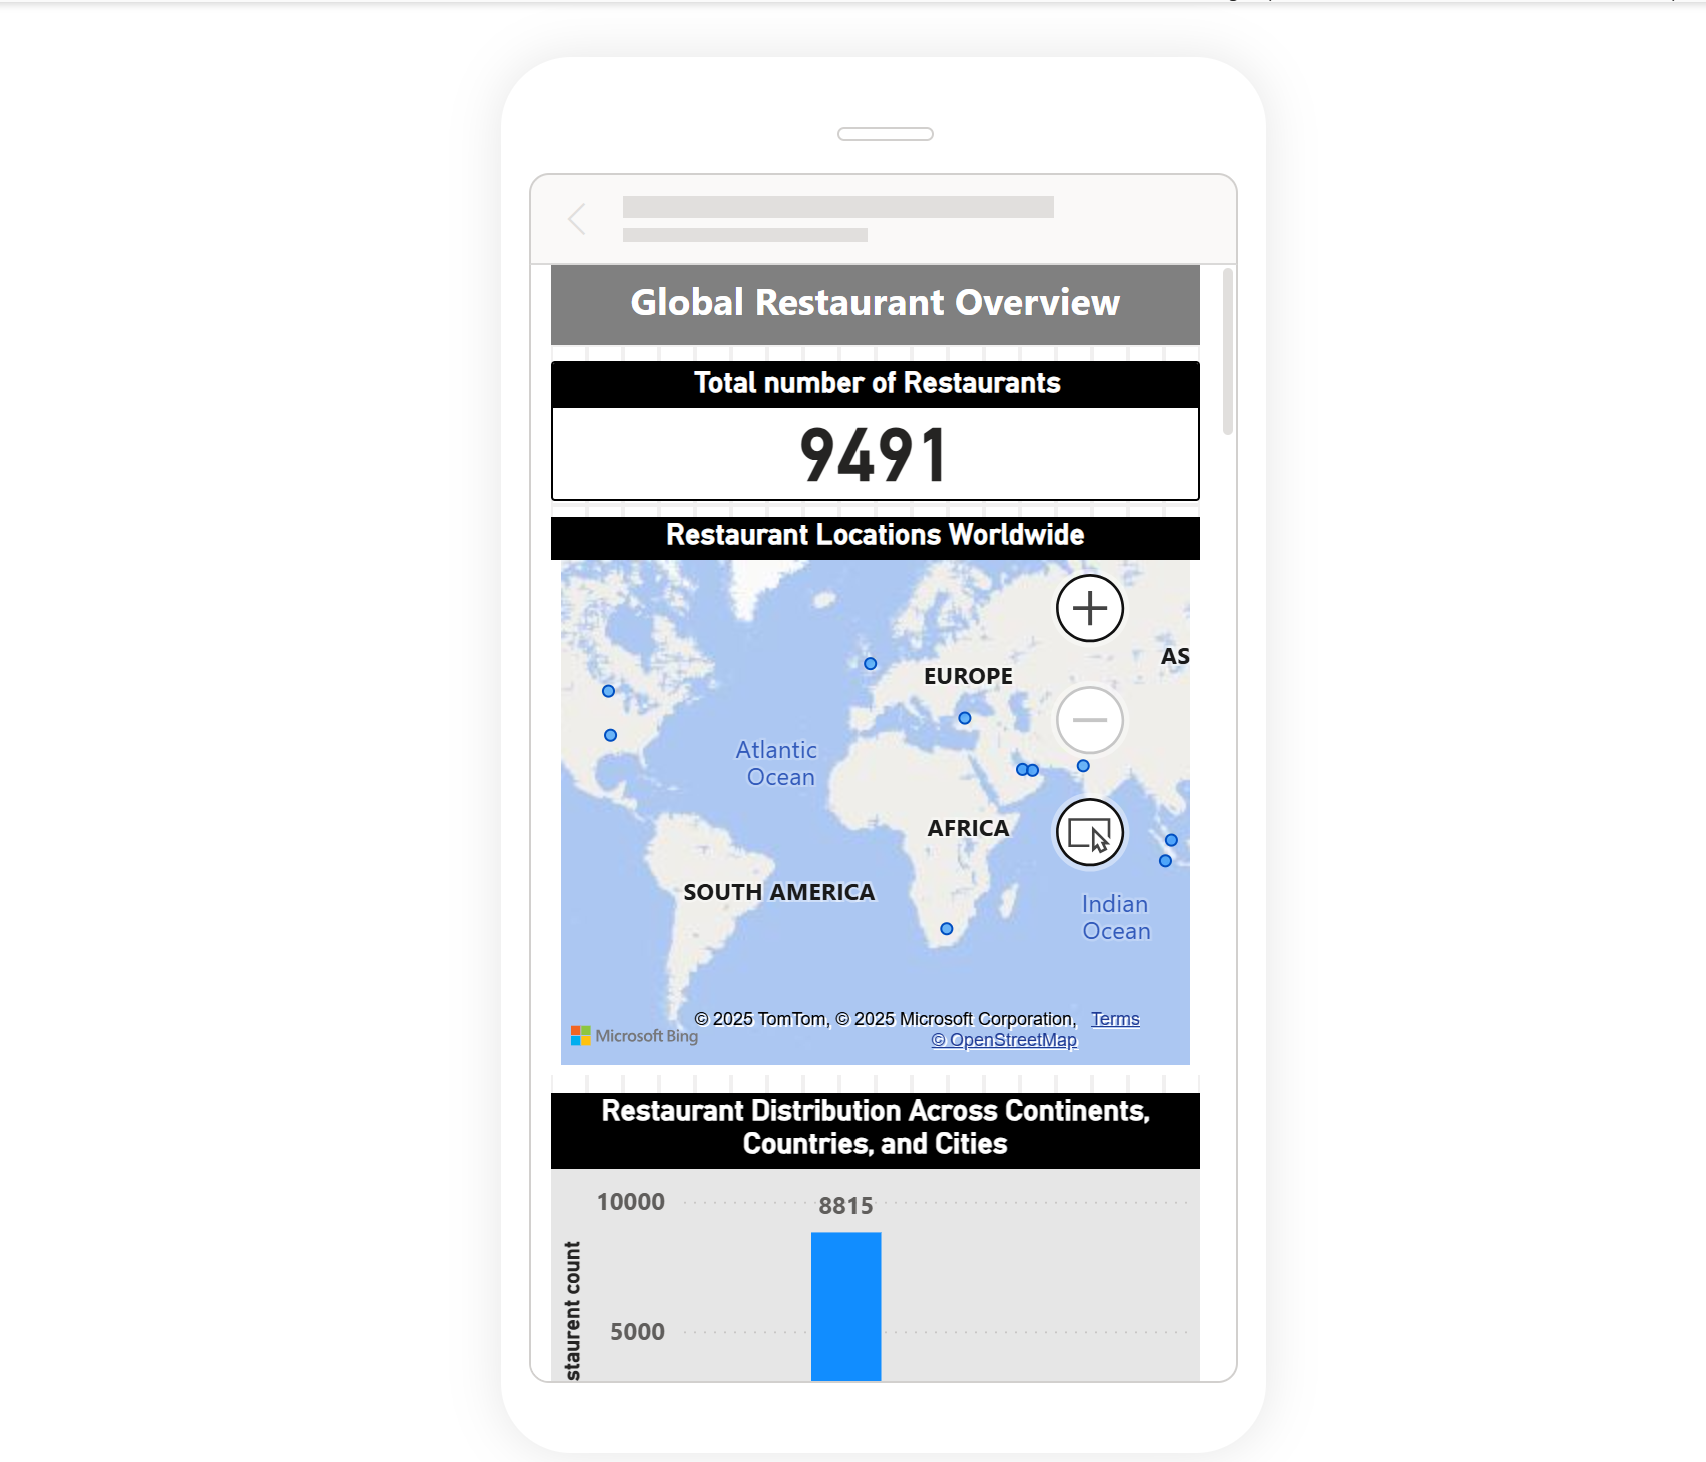 Global Restaurant Overview
Total number of Restaurants
9491
Restaurant Locations Worldwide
AS
EUROPE
Atlantic
Ocean
AFRICA
SOUTH AMERICA
Indian
Ocean
© 2025 TomTom, © 2025 Microsoft Corporation, Terms
© OpenStreetMap
Microsoft Bing
Restaurant Distribution Across Continents,
Countries, and Cities
10000
8815
5000
staurent count